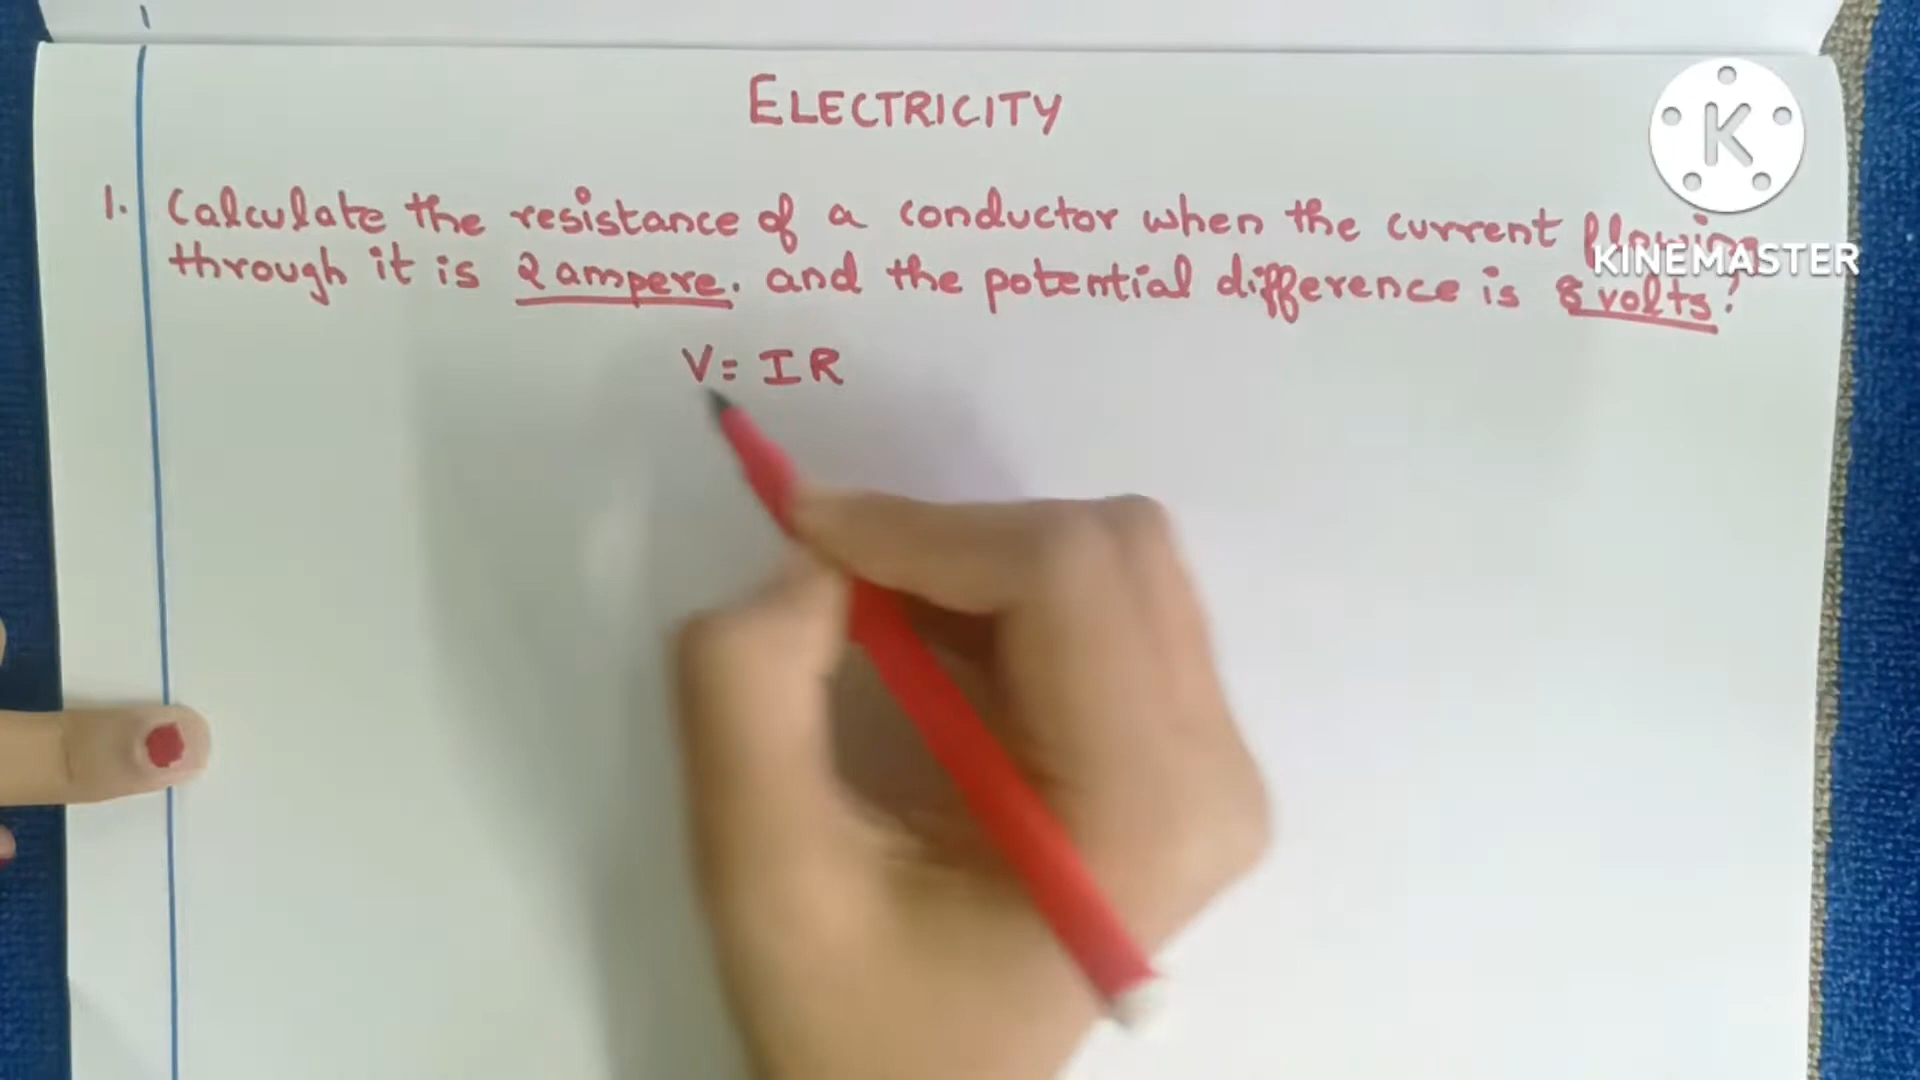 ELECTRICITY
1. Calculate the resistance of a conductor when the current flowing
through it is 2 ampere. and the potential difference is 8 volts?
V = IR
K
KINEMASTER